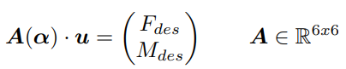 A(α) · u = (F_des M_des) A ∈ ℝ^{6x6}